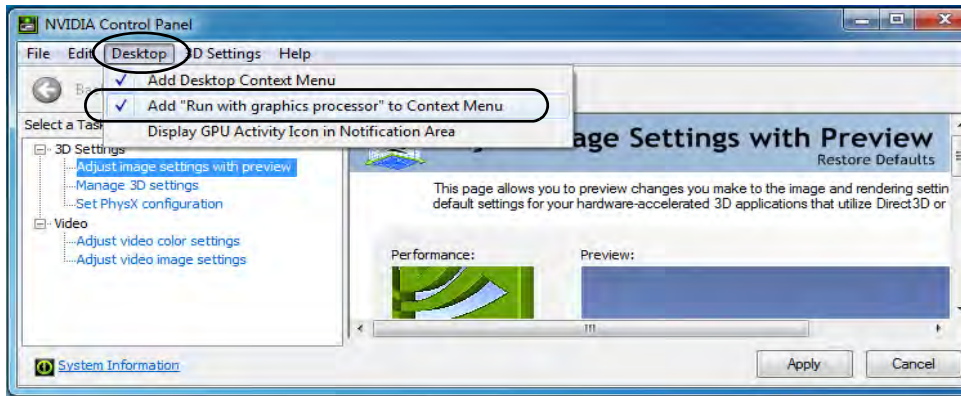 NVIDIA Control Panel
File Edit Desktop 3D Settings Help
Add Desktop Context Menu
Add "Run with graphics processor" to Context Menu
Display GPU Activity Icon in Notification Area
Select a Task
3D Settings
Adjust image settings with preview
Manage 3D settings
Set PhysX configuration
Video
Adjust video color settings
Adjust video image settings
age Settings with Preview
Restore Defaults
This page allows you to preview changes you make to the image and rendering settin
default settings for your hardware-accelerated 3D applications that utilize Direct3D or
Performance:
Preview:
System Information
Apply
Cancel